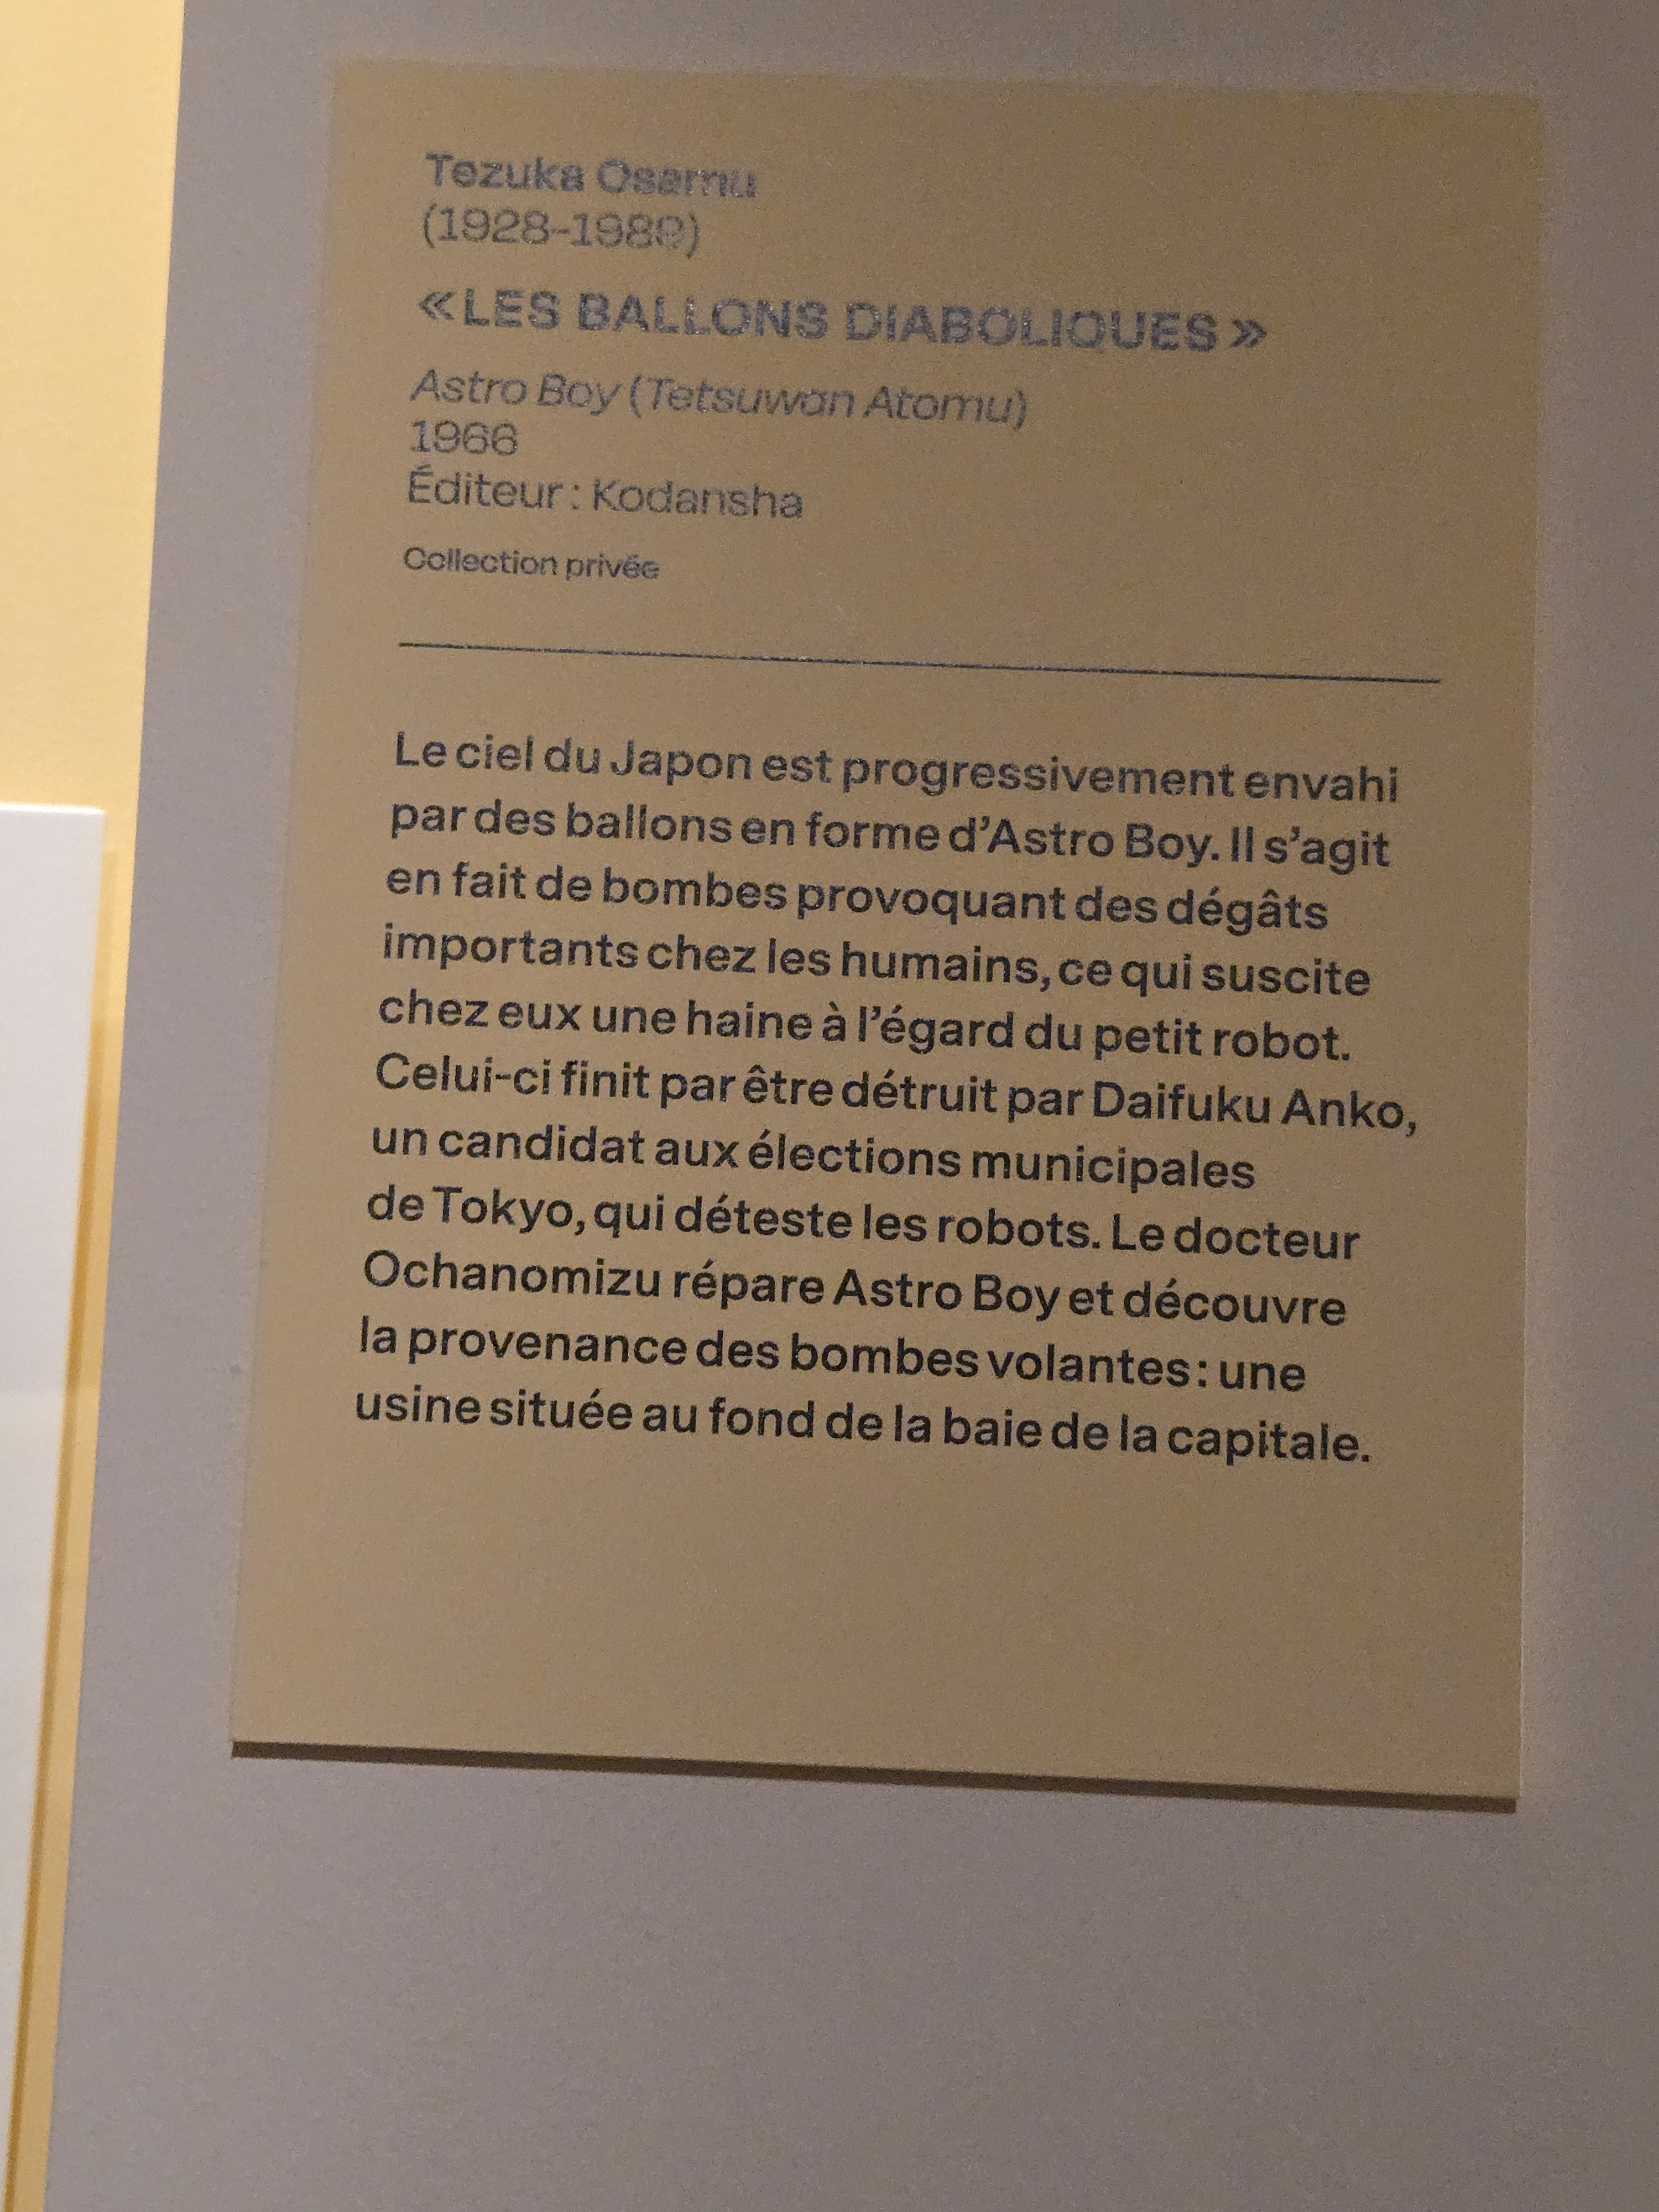 Tezuka Osamu
(1928-1989)
« LES BALLONS DIABOLIQUES »
Astro Boy (Tetsuwan Atomu)
1966
Éditeur : Kodansha
Collection privée
Le ciel du Japon est progressivement envahi
par des ballons en forme d’Astro Boy. Il s’agit
en fait de bombes provoquant des dégâts
importants chez les humains, ce qui suscite
chez eux une haine à l’égard du petit robot.
Celui-ci finit par être détruit par Daifuku Anko,
un candidat aux élections municipales
de Tokyo, qui déteste les robots. Le docteur
Ochanomizu répare Astro Boy et découvre
la provenance des bombes volantes : une
usine située au fond de la baie de la capitale.